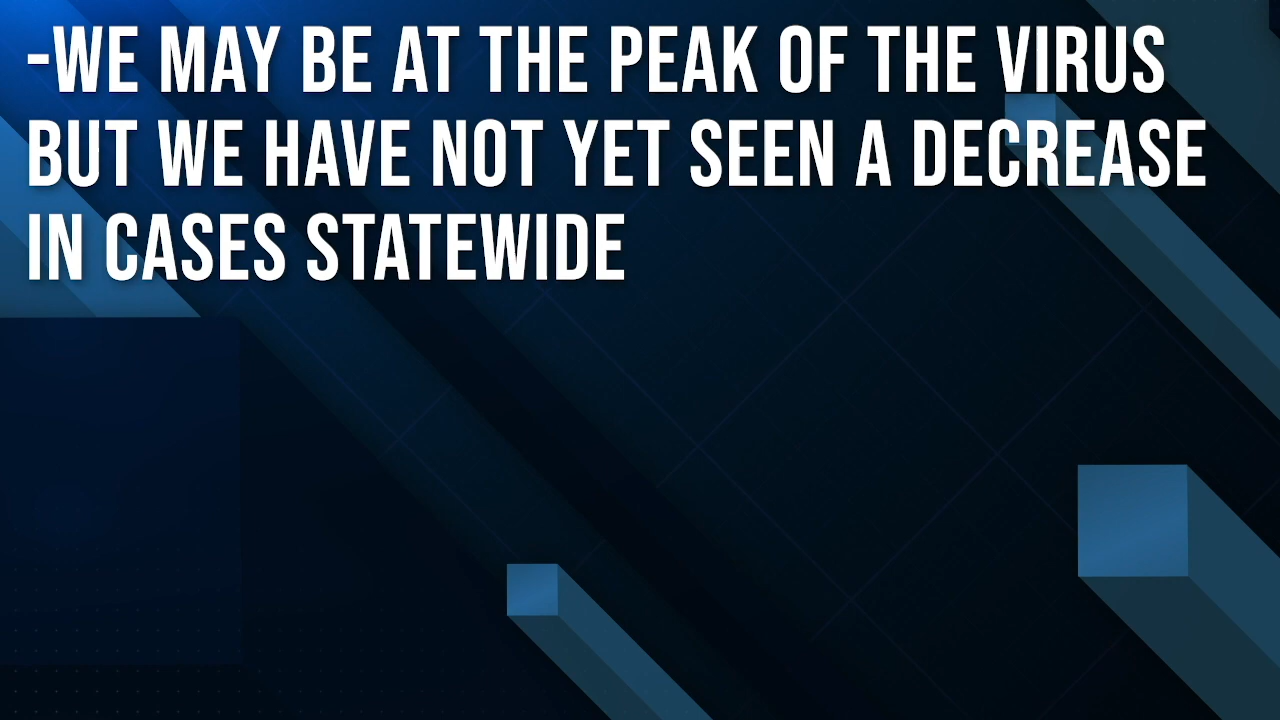 -WE MAY BE AT THE PEAK OF THE VIRUS
BUT WE HAVE NOT YET SEEN A DECREASE
IN CASES STATEWIDE